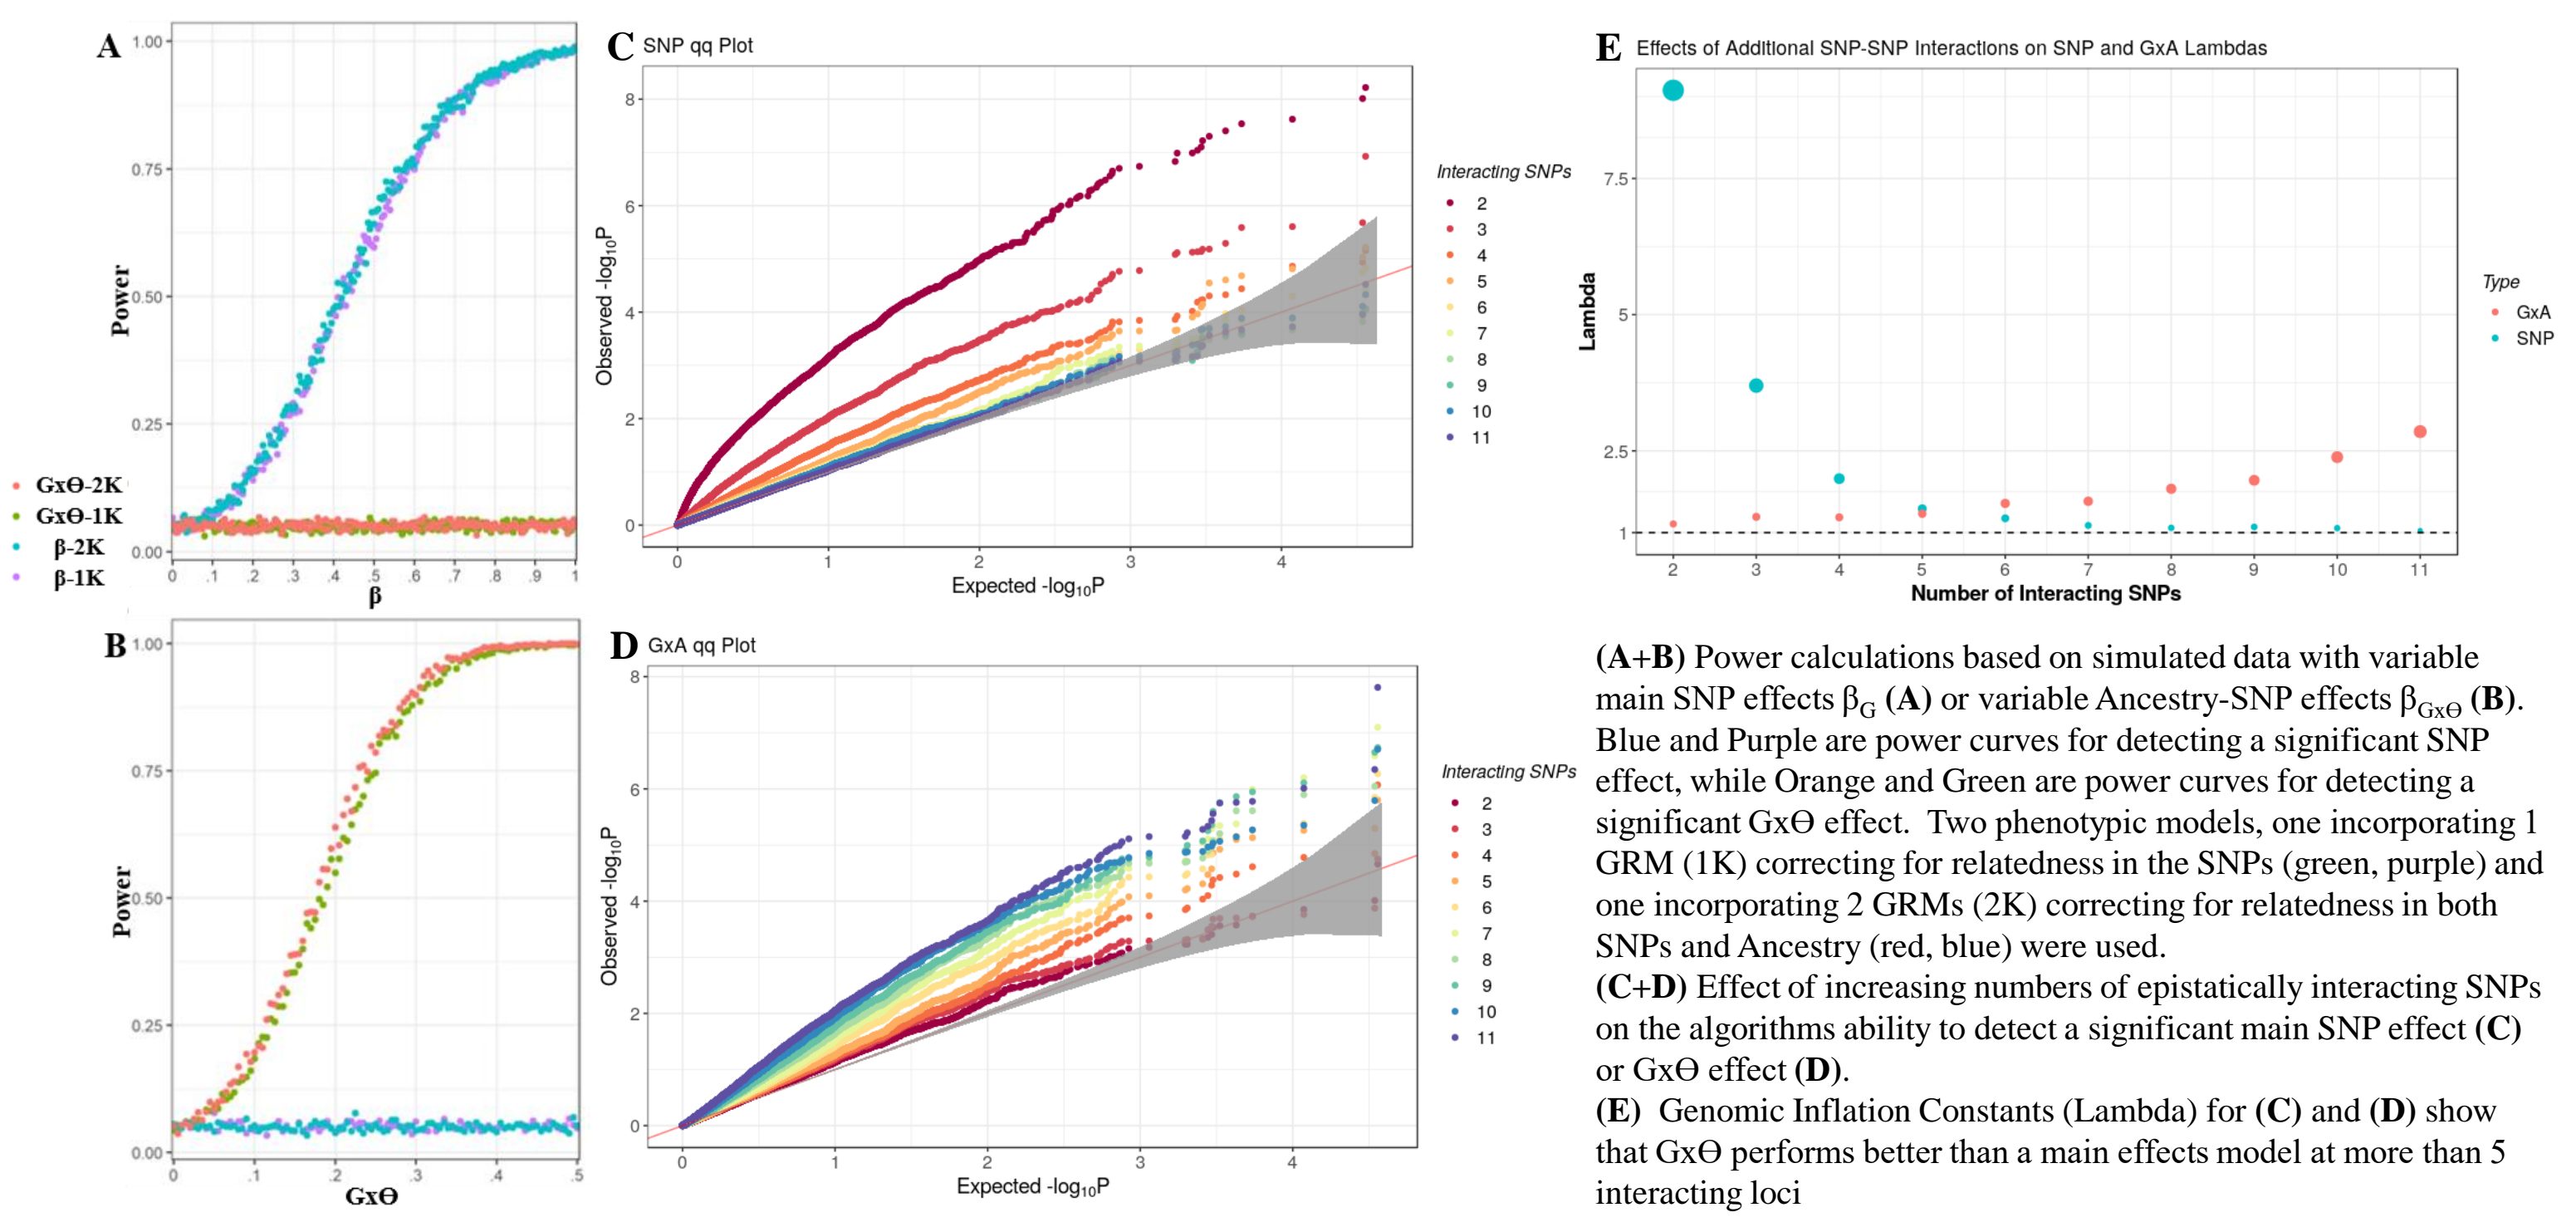 A
1.00
0.75
0.50
0.25
0.00
Power
0 .1 .2 .3 .4 .5 .6 .7 .8 .9 1
β
GxƟ-2K
GxƟ-1K
β-2K
β-1K
B
1.00
0.75
0.50
0.25
0.00
Power
0 .1 .2 .3 .4 .5
GxƟ
C SNP qq Plot
8
6
4
2
0
Observed -log₁₀P
0 1 2 3 4
Expected -log₁₀P
Interacting SNPs
2
3
4
5
6
7
8
9
10
11
D GxA qq Plot
8
6
4
2
0
Observed -log₁₀P
0 1 2 3 4
Expected -log₁₀P
Interacting SNPs
2
3
4
5
6
7
8
9
10
11
E Effects of Additional SNP-SNP Interactions on SNP and GxA Lambdas
7.5
5
2.5
1
Lambda
2 3 4 5 6 7 8 9 10 11
Number of Interacting SNPs
Type
GxA
SNP
(A+B) Power calculations based on simulated data with variable
main SNP effects βG (A) or variable Ancestry-SNP effects βGxƟ (B).
Blue and Purple are power curves for detecting a significant SNP
effect, while Orange and Green are power curves for detecting a
significant GxƟ effect. Two phenotypic models, one incorporating 1
GRM (1K) correcting for relatedness in the SNPs (green, purple) and
one incorporating 2 GRMs (2K) correcting for relatedness in both
SNPs and Ancestry (red, blue) were used.
(C+D) Effect of increasing numbers of epistatically interacting SNPs
on the algorithms ability to detect a significant main SNP effect (C)
or GxƟ effect (D).
(E) Genomic Inflation Constants (Lambda) for (C) and (D) show
that GxƟ performs better than a main effects model at more than 5
interacting loci